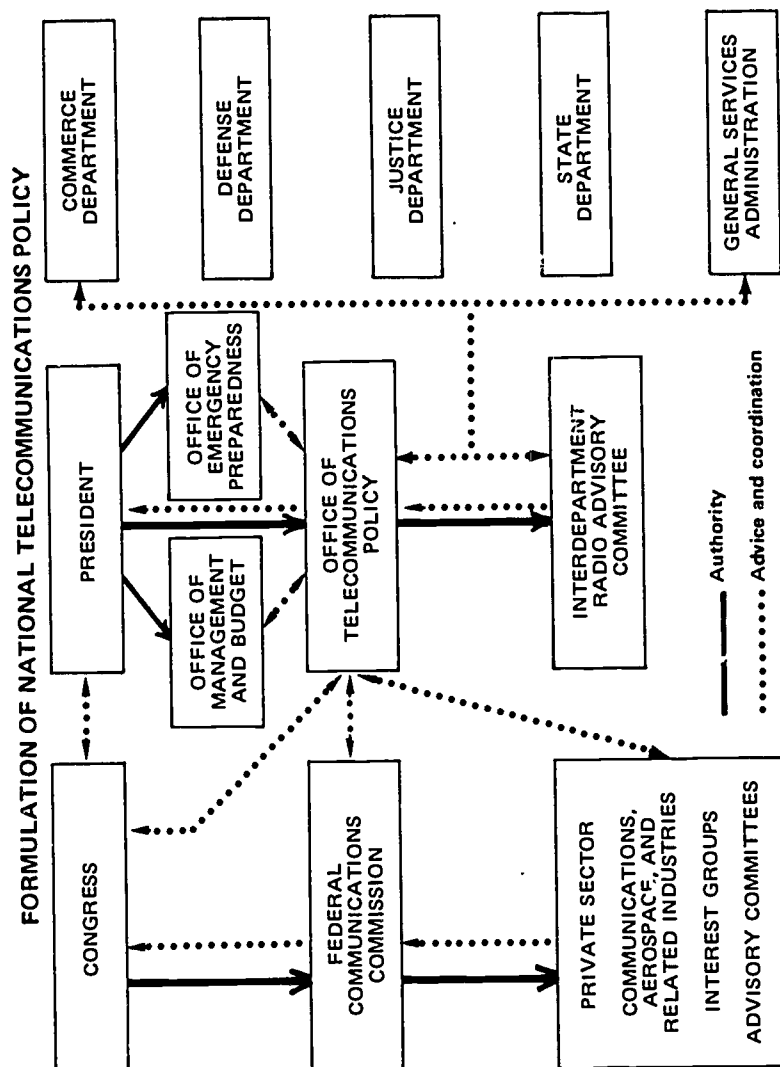 FORMULATION OF NATIONAL TELECOMMUNICATIONS POLICY
CONGRESS
FEDERAL
COMMUNICATIONS
COMMISSION
PRIVATE SECTOR
COMMUNICATIONS,
AEROSPACE, AND
RELATED INDUSTRIES
INTEREST GROUPS
ADVISORY COMMITTEES
PRESIDENT
OFFICE OF
MANAGEMENT
AND BUDGET
OFFICE OF
EMERGENCY
PREPAREDNESS
OFFICE OF
TELECOMMUNICATIONS
POLICY
INTERDEPARTMENT
RADIO ADVISORY
COMMITTEE
COMMERCE
DEPARTMENT
DEFENSE
DEPARTMENT
JUSTICE
DEPARTMENT
STATE
DEPARTMENT
GENERAL SERVICES
ADMINISTRATION
Authority
Advice and coordination